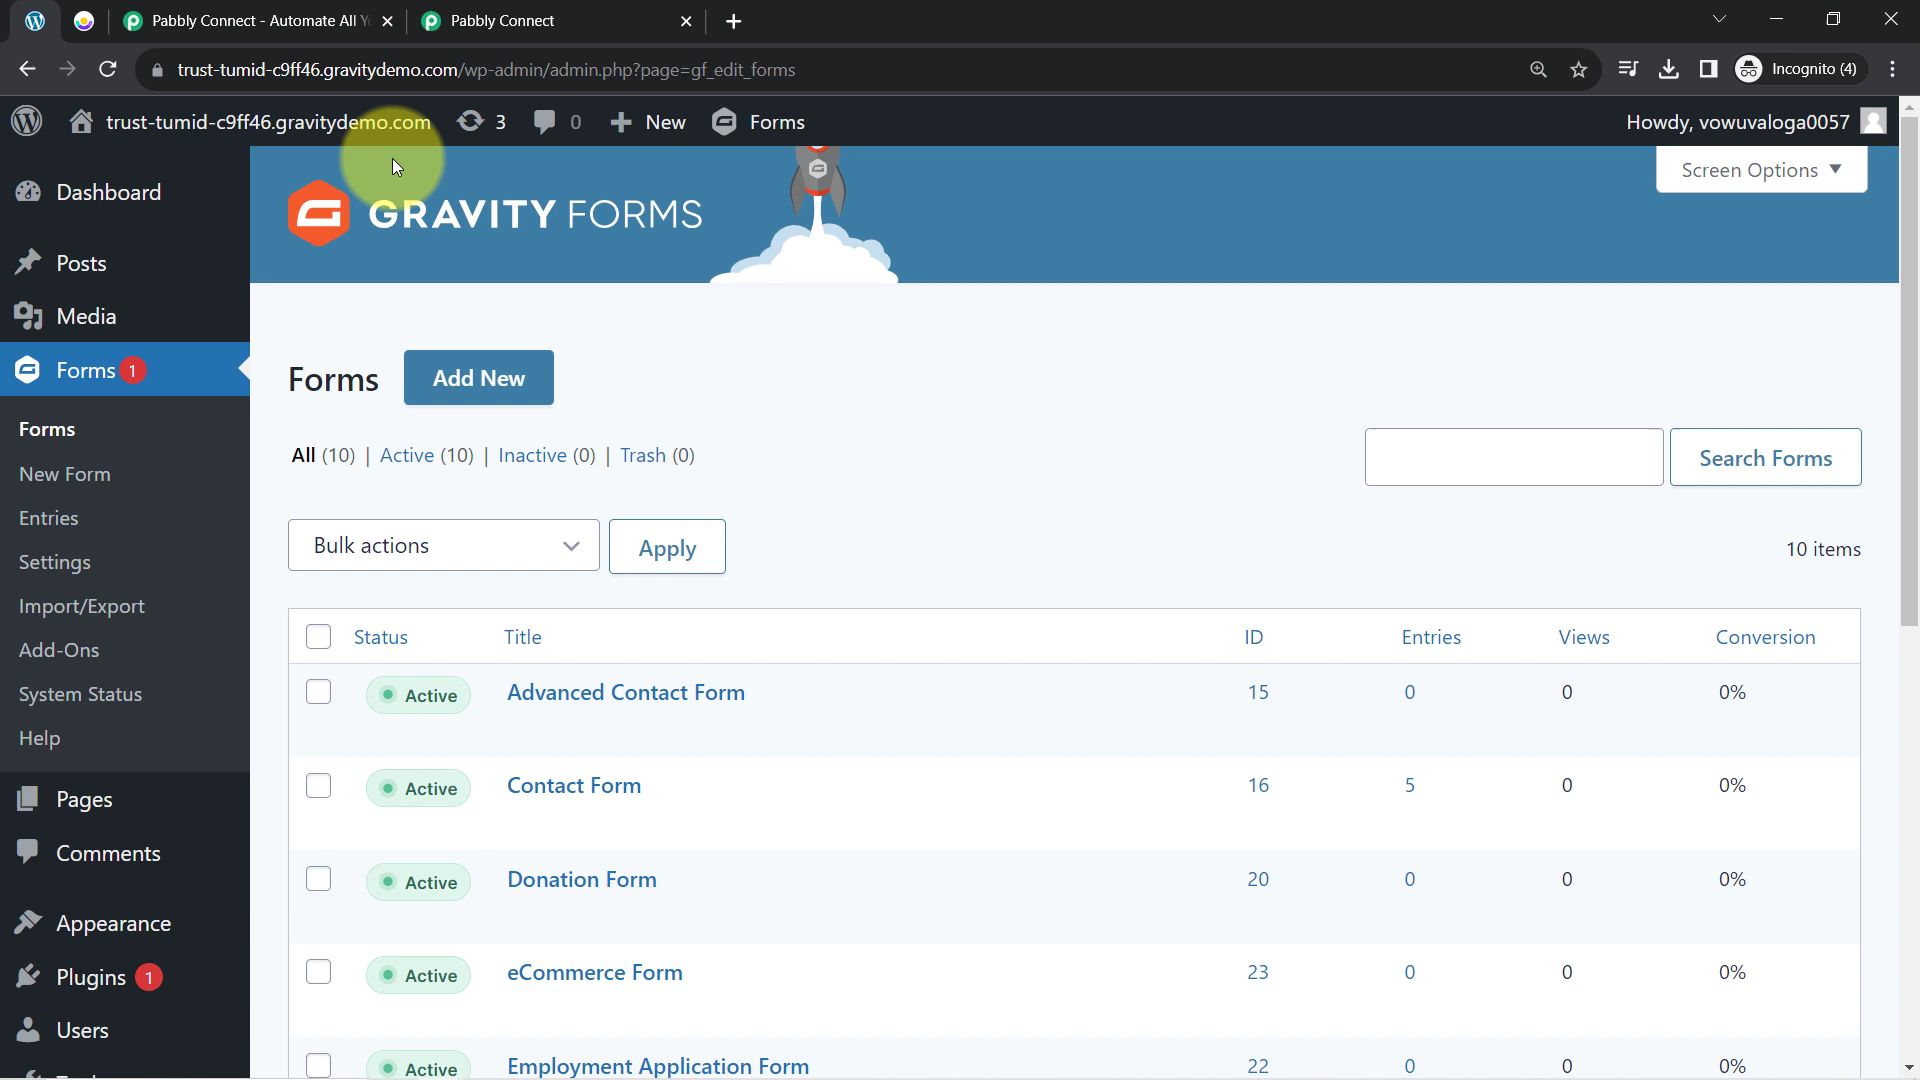 Pabbly Connect - Automate All Y
Pabbly Connect
trust-tumid-c9ff46.gravitydemo.com/wp-admin/admin.php?page=gf_edit_forms
Incognito (4)
trust-tumid-c9ff46.gravitydemo.com
3
0
New
Forms
Howdy, vowuvaloga0057
Dashboard
Posts
Media
Forms 1
Forms
New Form
Entries
Settings
Import/Export
Add-Ons
System Status
Help
Pages
Comments
Appearance
Plugins 1
Users
GRAVITY FORMS
Screen Options
Forms
Add New
All (10) | Active (10) | Inactive (0) | Trash (0)
Search Forms
Bulk actions
Apply
10 items
Status Title ID Entries Views Conversion
Active Advanced Contact Form 15 0 0 0%
Active Contact Form 16 5 0 0%
Active Donation Form 20 0 0 0%
Active eCommerce Form 23 0 0 0%
Active Employment Application Form 22 0 0 0%